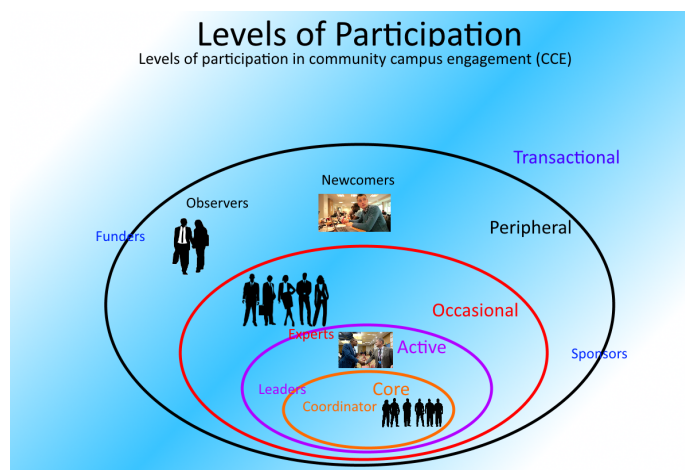 Levels of Participation
Levels of participation in community campus engagement (CCE)
Transactional
Newcomers
Observers
Peripheral
Funders
Occasional
Experts
Active
Sponsors
Leaders
Core
Coordinator